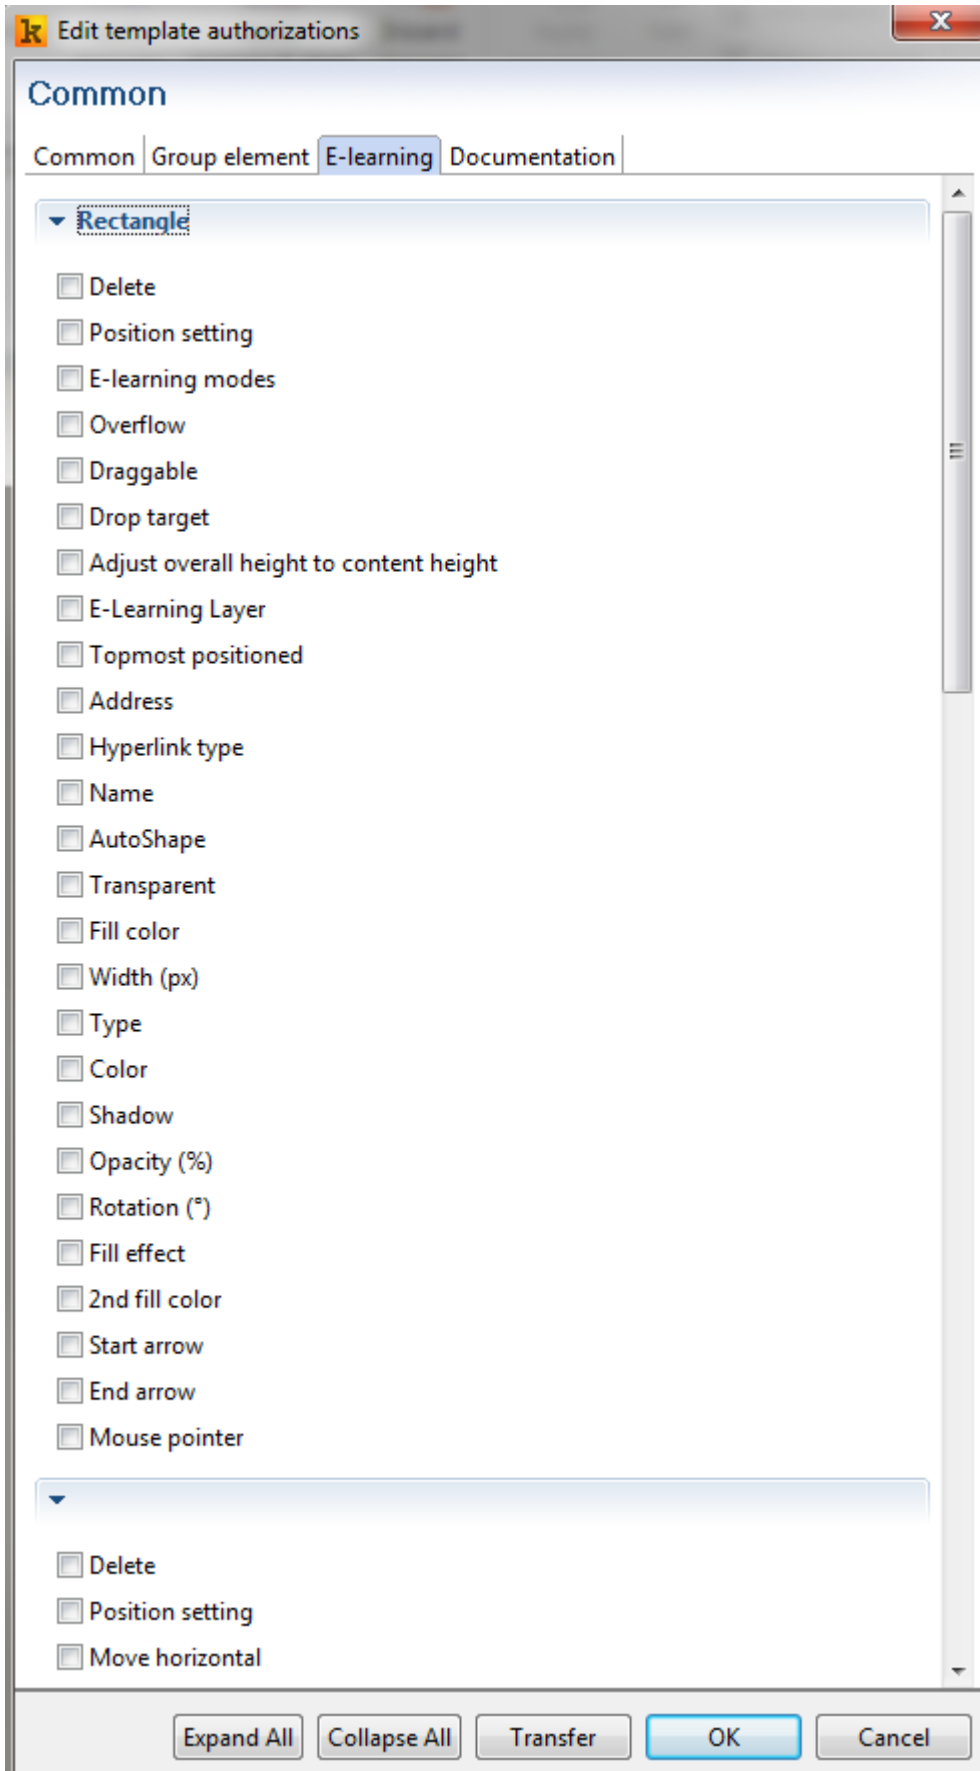 Edit template authorizations
Common
Common Group element E-learning Documentation
Rectangle
Delete
Position setting
E-learning modes
Overflow
Draggable
Drop target
Adjust overall height to content height
E-Learning Layer
Topmost positioned
Address
Hyperlink type
Name
AutoShape
Transparent
Fill color
Width (px)
Type
Color
Shadow
Opacity (%)
Rotation (°)
Fill effect
2nd fill color
Start arrow
End arrow
Mouse pointer
Delete
Position setting
Move horizontal
Expand All Collapse All Transfer OK Cancel